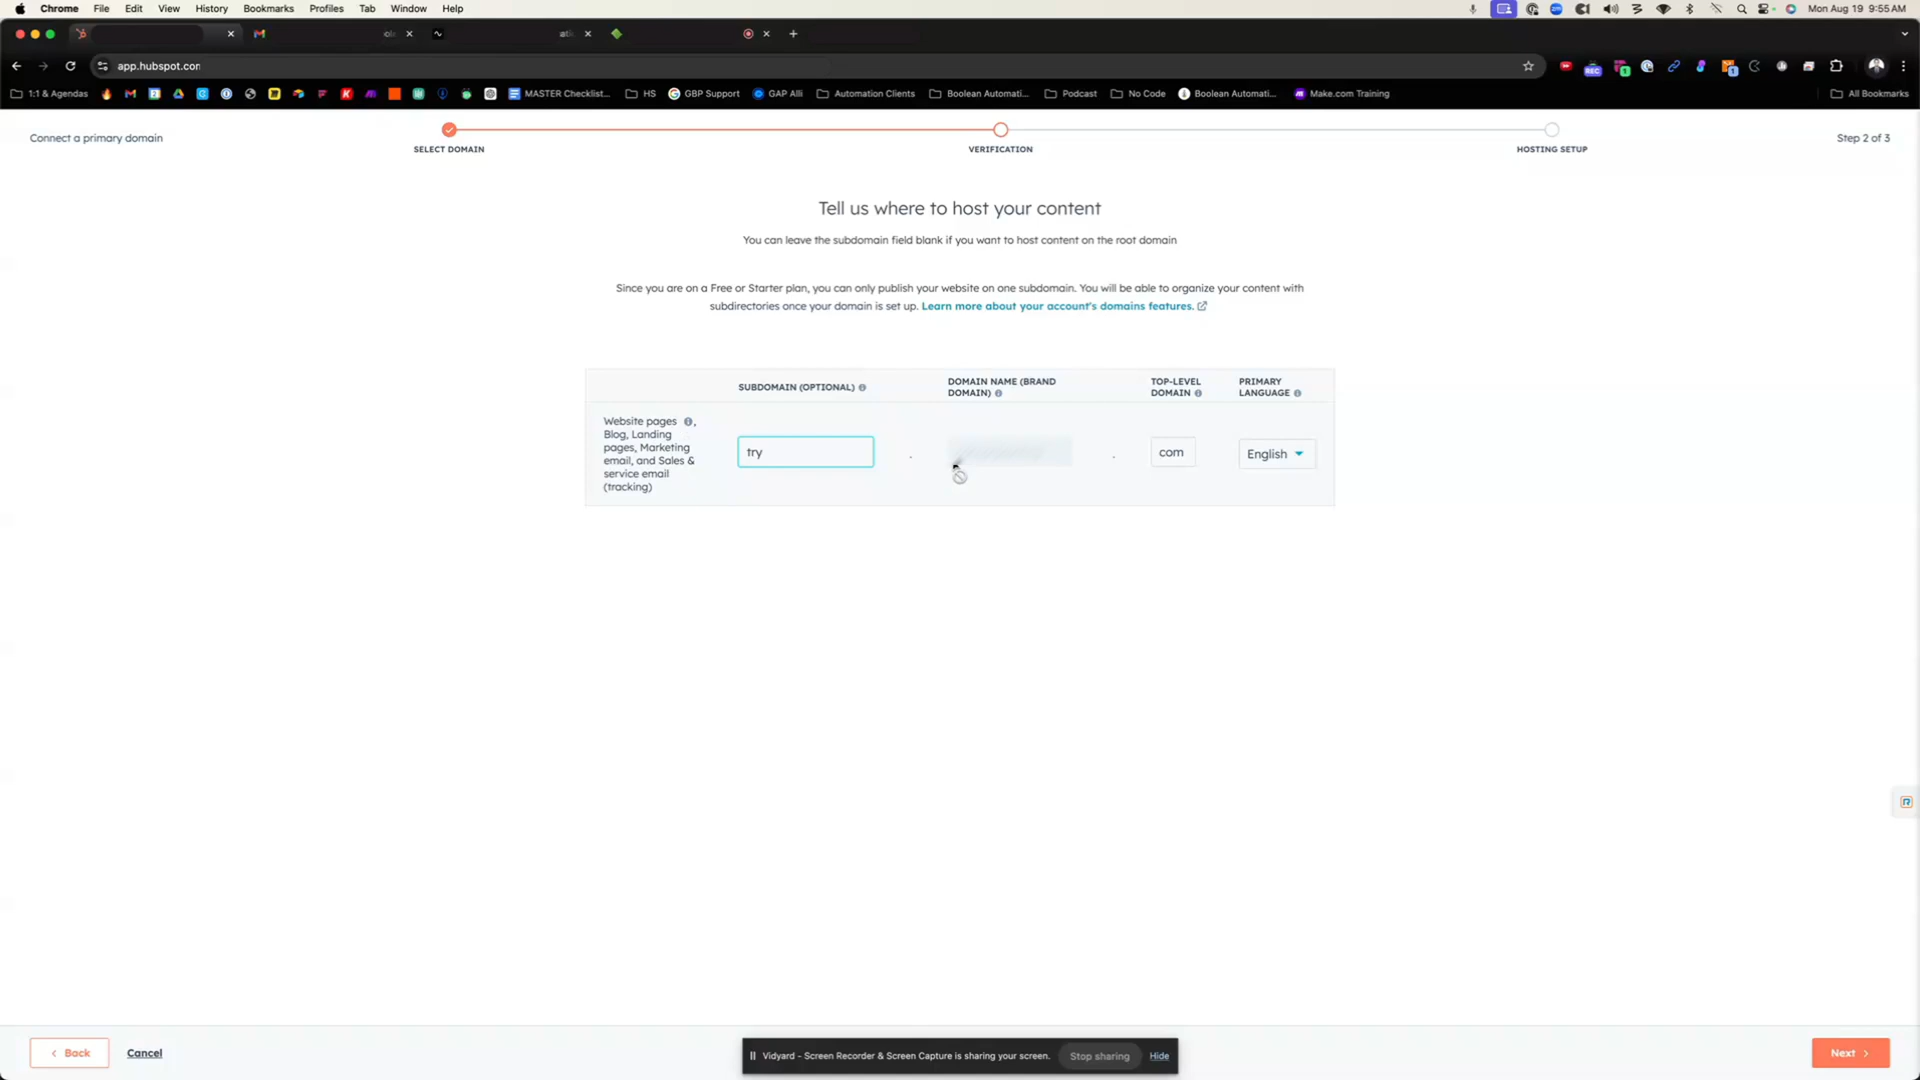 Chrome File Edit View History Bookmarks Profiles Tab Window Help
Mon Aug 19 9:55 AM
app.hubspot.con
1:1 & Agendas
MASTER Checklist...
HS
GBP Support
GAP Alli
Automation Clients
Boolean Automati...
Podcast
No Code
Boolean Automati...
Make.com Training
All Bookmarks
Connect a primary domain
SELECT DOMAIN
VERIFICATION
HOSTING SETUP
Step 2 of 3
Tell us where to host your content
You can leave the subdomain field blank if you want to host content on the root domain
Since you are on a Free or Starter plan, you can only publish your website on one subdomain. You will be able to organize your content with
subdirectories once your domain is set up. Learn more about your account's domains features.
SUBDOMAIN (OPTIONAL)
DOMAIN NAME (BRAND
DOMAIN)
TOP-LEVEL
DOMAIN
PRIMARY
LANGUAGE
Website pages ,
Blog, Landing
pages, Marketing
email, and Sales &
service email
(tracking)
try
.
.
com
English
Back
Cancel
Vidyard - Screen Recorder & Screen Capture is sharing your screen.
Stop sharing
Hide
Next